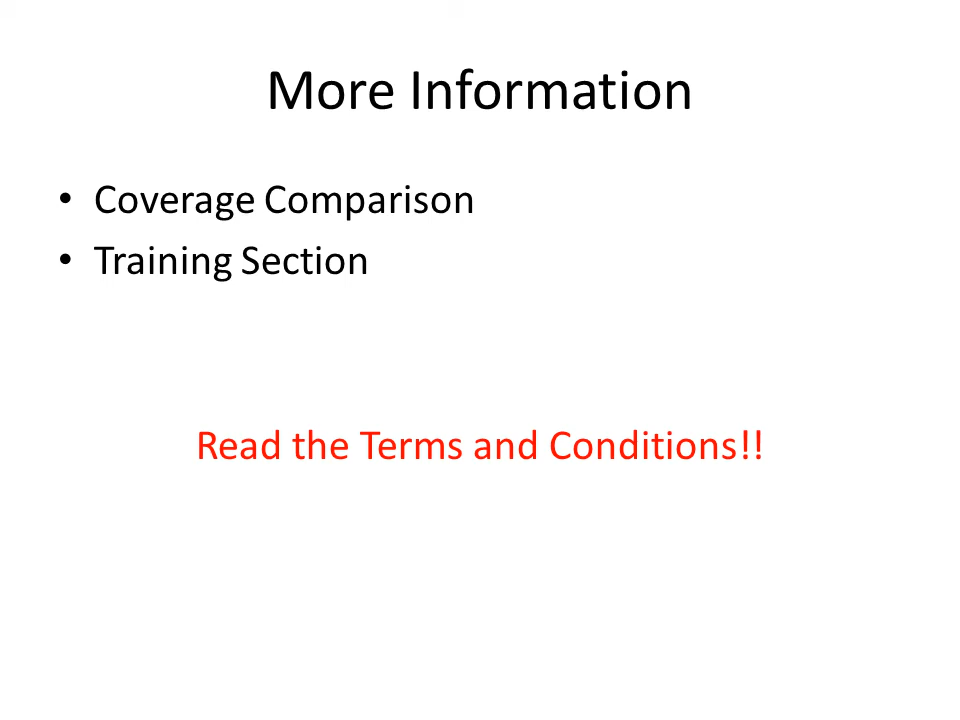 More Information
• Coverage Comparison
• Training Section
Read the Terms and Conditions!!